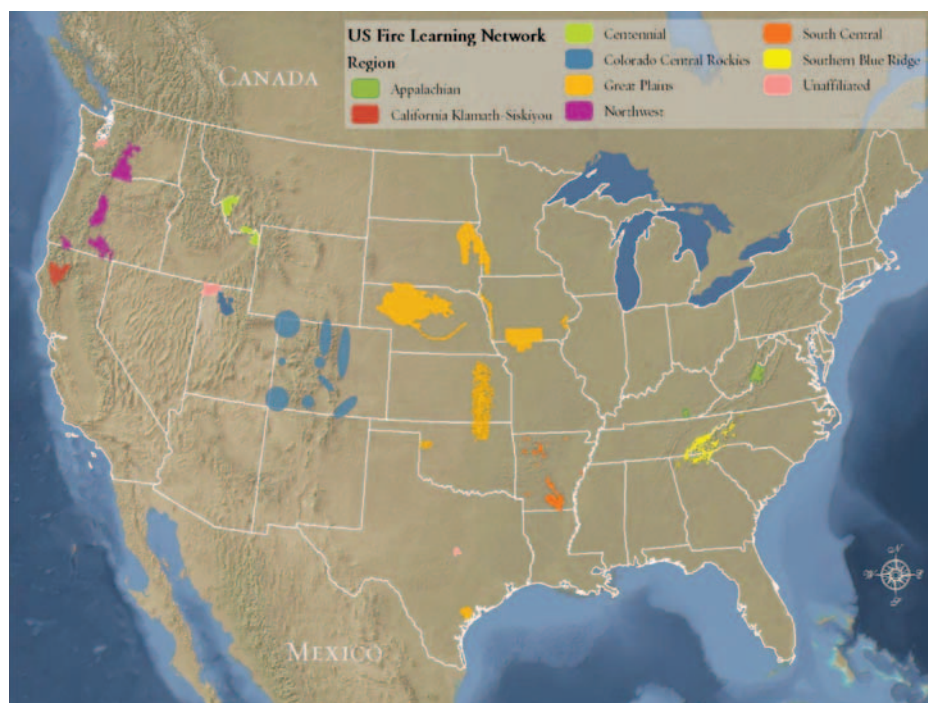 US Fire Learning Network
Region
Appalachian
California Klamath-Siskiyou
Centennial
Colorado Central Rockies
Great Plains
Northwest
South Central
Southern Blue Ridge
Unaffiliated
CANADA
MEXICO
N